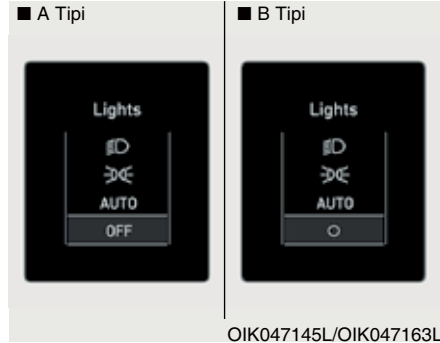 ■ A Tipi
■ B Tipi
Lights
AUTO
OFF
Lights
AUTO
O
OIK047145L/OIK047163L